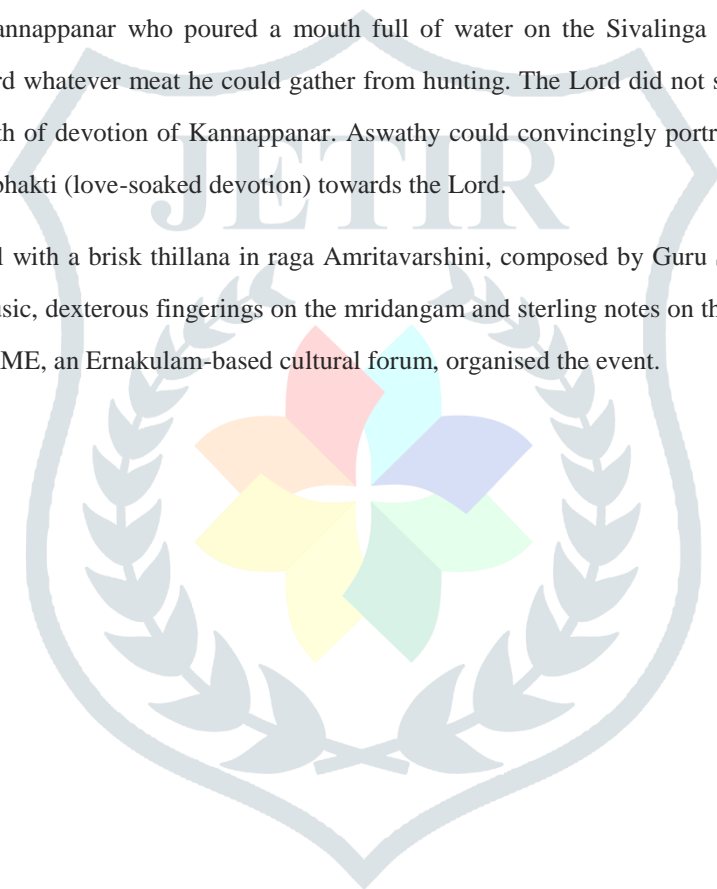 annappanar who poured a mouth full of water on the Sivalinga
rd whatever meat he could gather from hunting. The Lord did not s
th of devotion of Kannappanar. Aswathy could convincingly portr
bhakti (love-soaked devotion) towards the Lord.
l with a brisk thillana in raga Amritavarshini, composed by Guru
usic, dexterous fingerings on the mridangam and sterling notes on th
ME, an Ernakulam-based cultural forum, organised the event.
JETIR